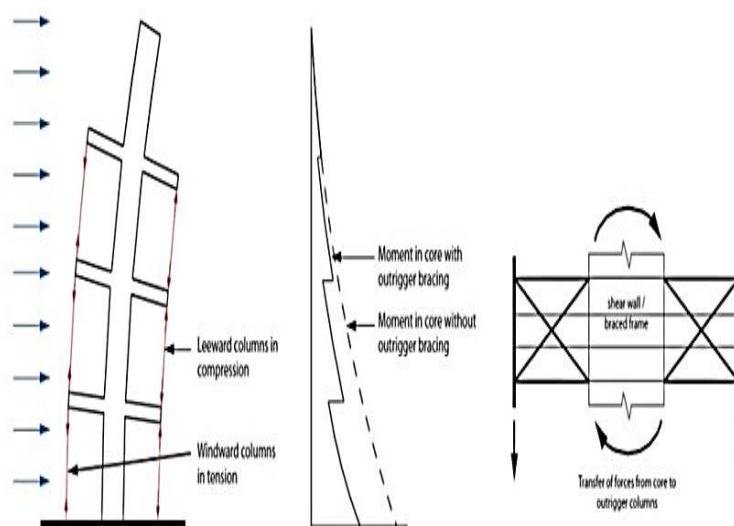 Leeward columns in
compression
Windward columns
in tension
Moment in core with
outrigger bracing
Moment in core without
outrigger bracing
shear wall /
braced frame
Transfer of forces from core to
outrigger columns